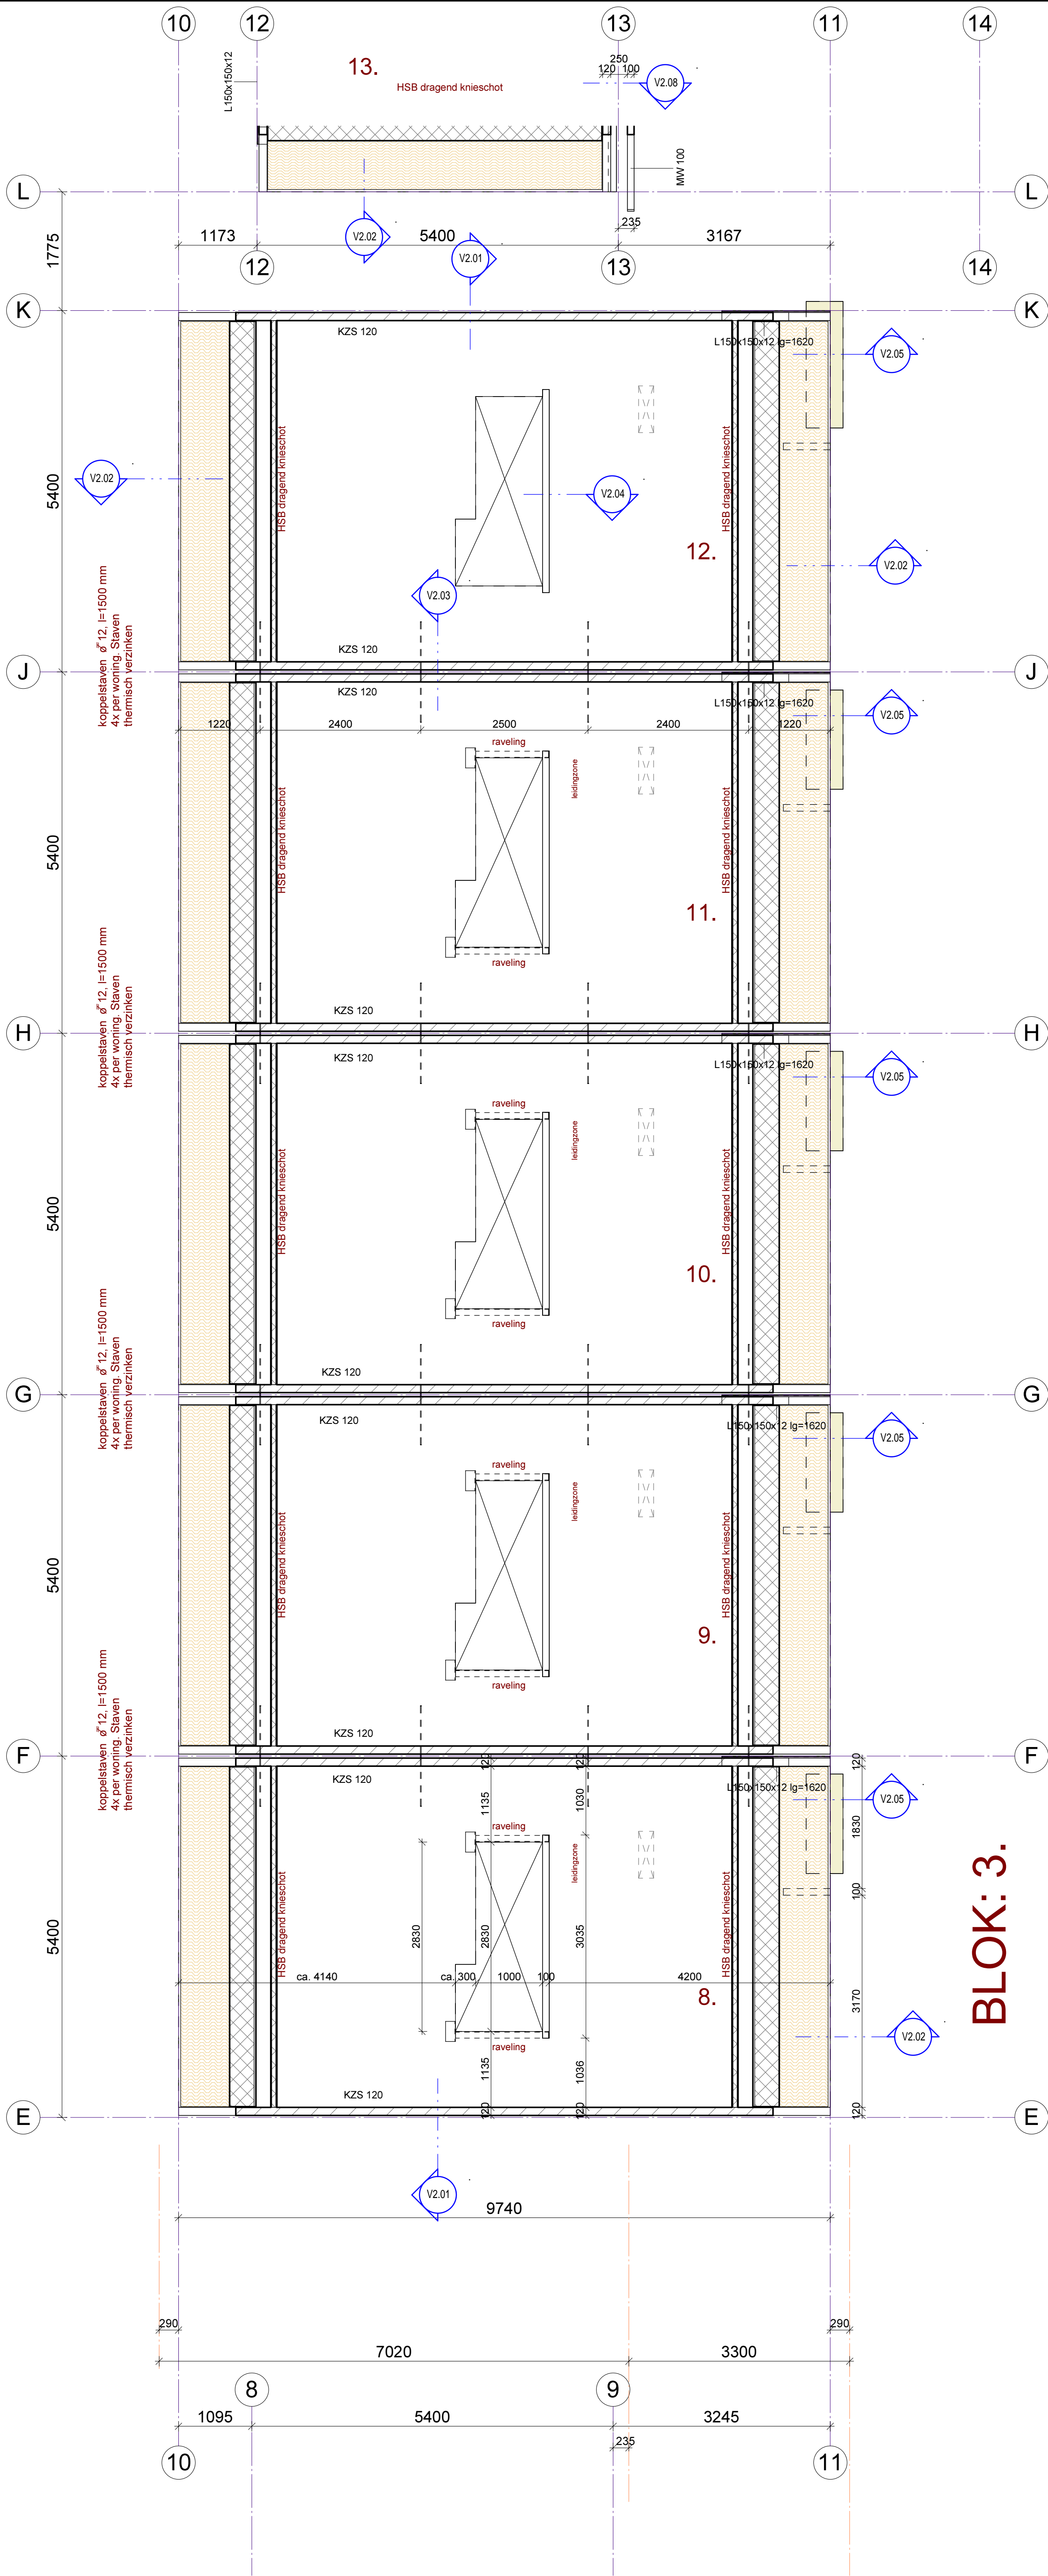 10
12
13
11
14
L150x150x12
13.
HSB dragend knieschot
250
120
100
V2.08
MW 100
L
L
235
1775
1173
5400
3167
V2.02
V2.01
12
13
14
K
K
KZS 120
L150x150x12 lg=1620
V2.05
HSB dragend knieschot
HSB dragend knieschot
5400
V2.02
V2.04
12.
V2.02
V2.03
koppelstaven ø 12, l=1500 mm
4x per woning. Staven
thermisch verzinken
KZS 120
J
J
KZS 120
L150x150x12 lg=1620
V2.05
1220
2400
2500
2400
1220
raveling
leidingzone
HSB dragend knieschot
HSB dragend knieschot
5400
11.
raveling
koppelstaven ø 12, l=1500 mm
4x per woning. Staven
thermisch verzinken
KZS 120
H
H
KZS 120
L150x150x12 lg=1620
V2.05
raveling
leidingzone
HSB dragend knieschot
HSB dragend knieschot
5400
10.
raveling
koppelstaven ø 12, l=1500 mm
4x per woning. Staven
thermisch verzinken
KZS 120
G
G
KZS 120
L150x150x12 lg=1620
V2.05
raveling
leidingzone
HSB dragend knieschot
HSB dragend knieschot
5400
9.
raveling
koppelstaven ø 12, l=1500 mm
4x per woning. Staven
thermisch verzinken
KZS 120
F
F
120
120
120
KZS 120
L150x150x12 lg=1620
V2.05
1135
1030
1830
raveling
leidingzone
HSB dragend knieschot
HSB dragend knieschot
100
5400
2830
2830
3035
ca. 4140
ca. 300
1000
100
4200
8.
3170
BLOK: 3.
V2.02
raveling
1135
1036
KZS 120
120
120
120
E
E
V2.01
9740
290
290
7020
3300
8
9
1095
5400
3245
235
10
11